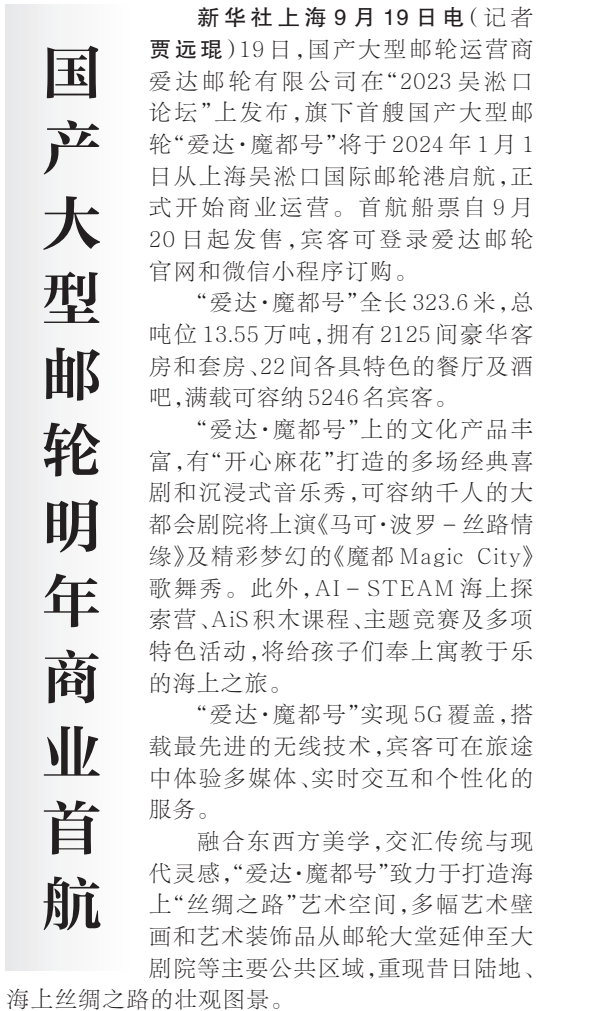 国产大型邮轮明年商业首航
新华社上海9月19日电(记者
贾远琨)19日,国产大型邮轮运营商
爱达邮轮有限公司在“2023吴淞口
论坛”上发布,旗下首艘国产大型邮
轮“爱达·魔都号”将于2024年1月1
日从上海吴淞口国际邮轮港启航,正
式开始商业运营。首航船票自9月
20日起发售,宾客可登录爱达邮轮
官网和微信小程序订购。
“爱达·魔都号”全长323.6米,总
吨位13.55万吨,拥有2125间豪华客
房和套房、22间各具特色的餐厅及酒
吧,满载可容纳5246名宾客。
“爱达·魔都号”上的文化产品丰
富,有“开心麻花”打造的多场经典喜
剧和沉浸式音乐秀,可容纳千人的大
都会剧院将上演《马可·波罗－丝路情
缘》及精彩梦幻的《魔都Magic City》
歌舞秀。此外,AI－STEAM海上探
索营、AiS积木课程、主题竞赛及多项
特色活动,将给孩子们奉上寓教于乐
的海上之旅。
“爱达·魔都号”实现5G覆盖,搭
载最先进的无线技术,宾客可在旅途
中体验多媒体、实时交互和个性化的
服务。
融合东西方美学,交汇传统与现
代灵感,“爱达·魔都号”致力于打造海
上“丝绸之路”艺术空间,多幅艺术壁
画和艺术装饰品从邮轮大堂延伸至大
剧院等主要公共区域,重现昔日陆地、
海上丝绸之路的壮观图景。